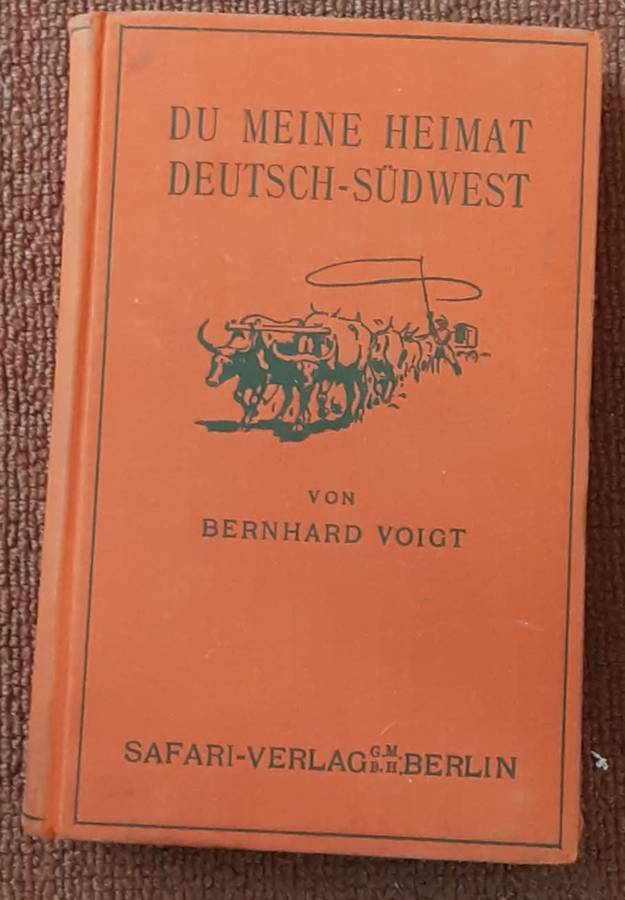 DU MEINE HEIMAT
DEUTSCH-SÜDWEST
VON
BERNHARD VOIGT
SAFARI-VERLAG G.M.B.H. BERLIN